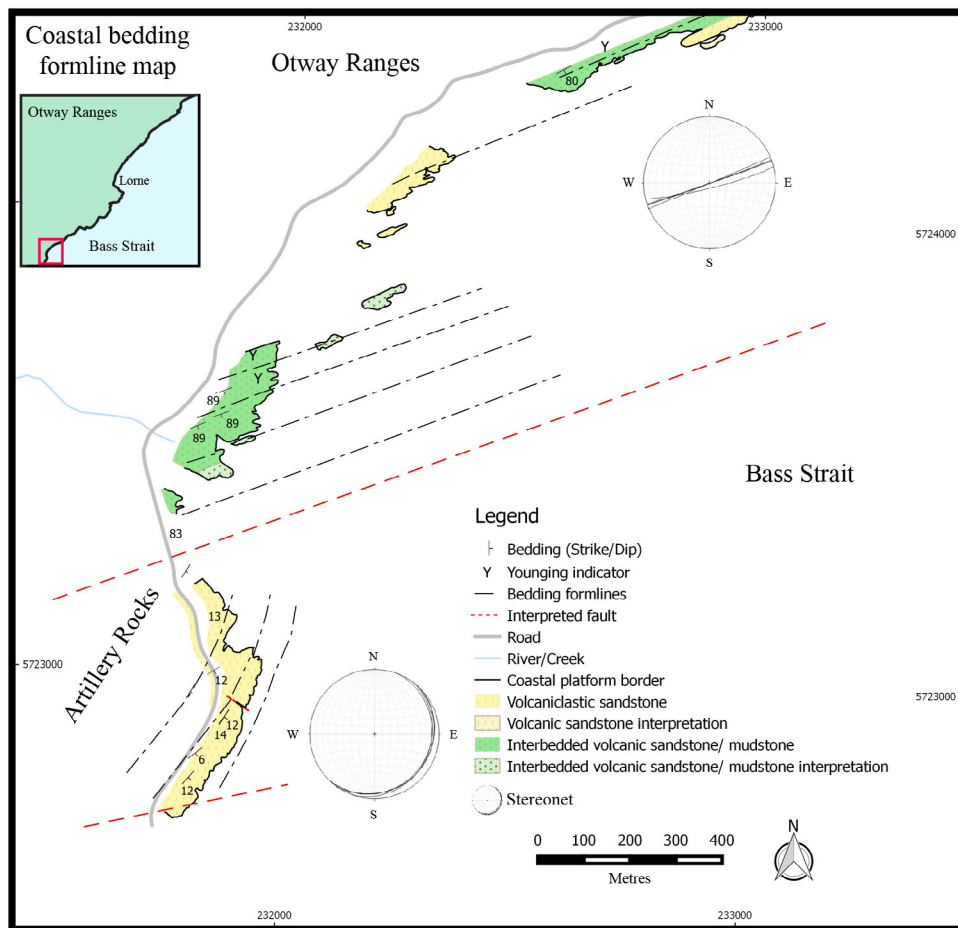 232000
233000
Coastal bedding
formline map
Otway Ranges
Y
80
Otway Ranges
Lorne
Bass Strait
N
W
E
S
5724000
Y
Y
89
89
89
83
Bass Strait
Artillery Rocks
13
12
12
14
6
12
5723000
5723000
N
W
E
S
Legend
Bedding (Strike/Dip)
Y Younging indicator
Bedding formlines
Interpreted fault
Road
River/Creek
Coastal platform border
Volcaniclastic sandstone
Volcanic sandstone interpretation
Interbedded volcanic sandstone/ mudstone
Interbedded volcanic sandstone/ mudstone interpretation
Stereonet
0 100 200 300 400
Metres
N
232000
233000